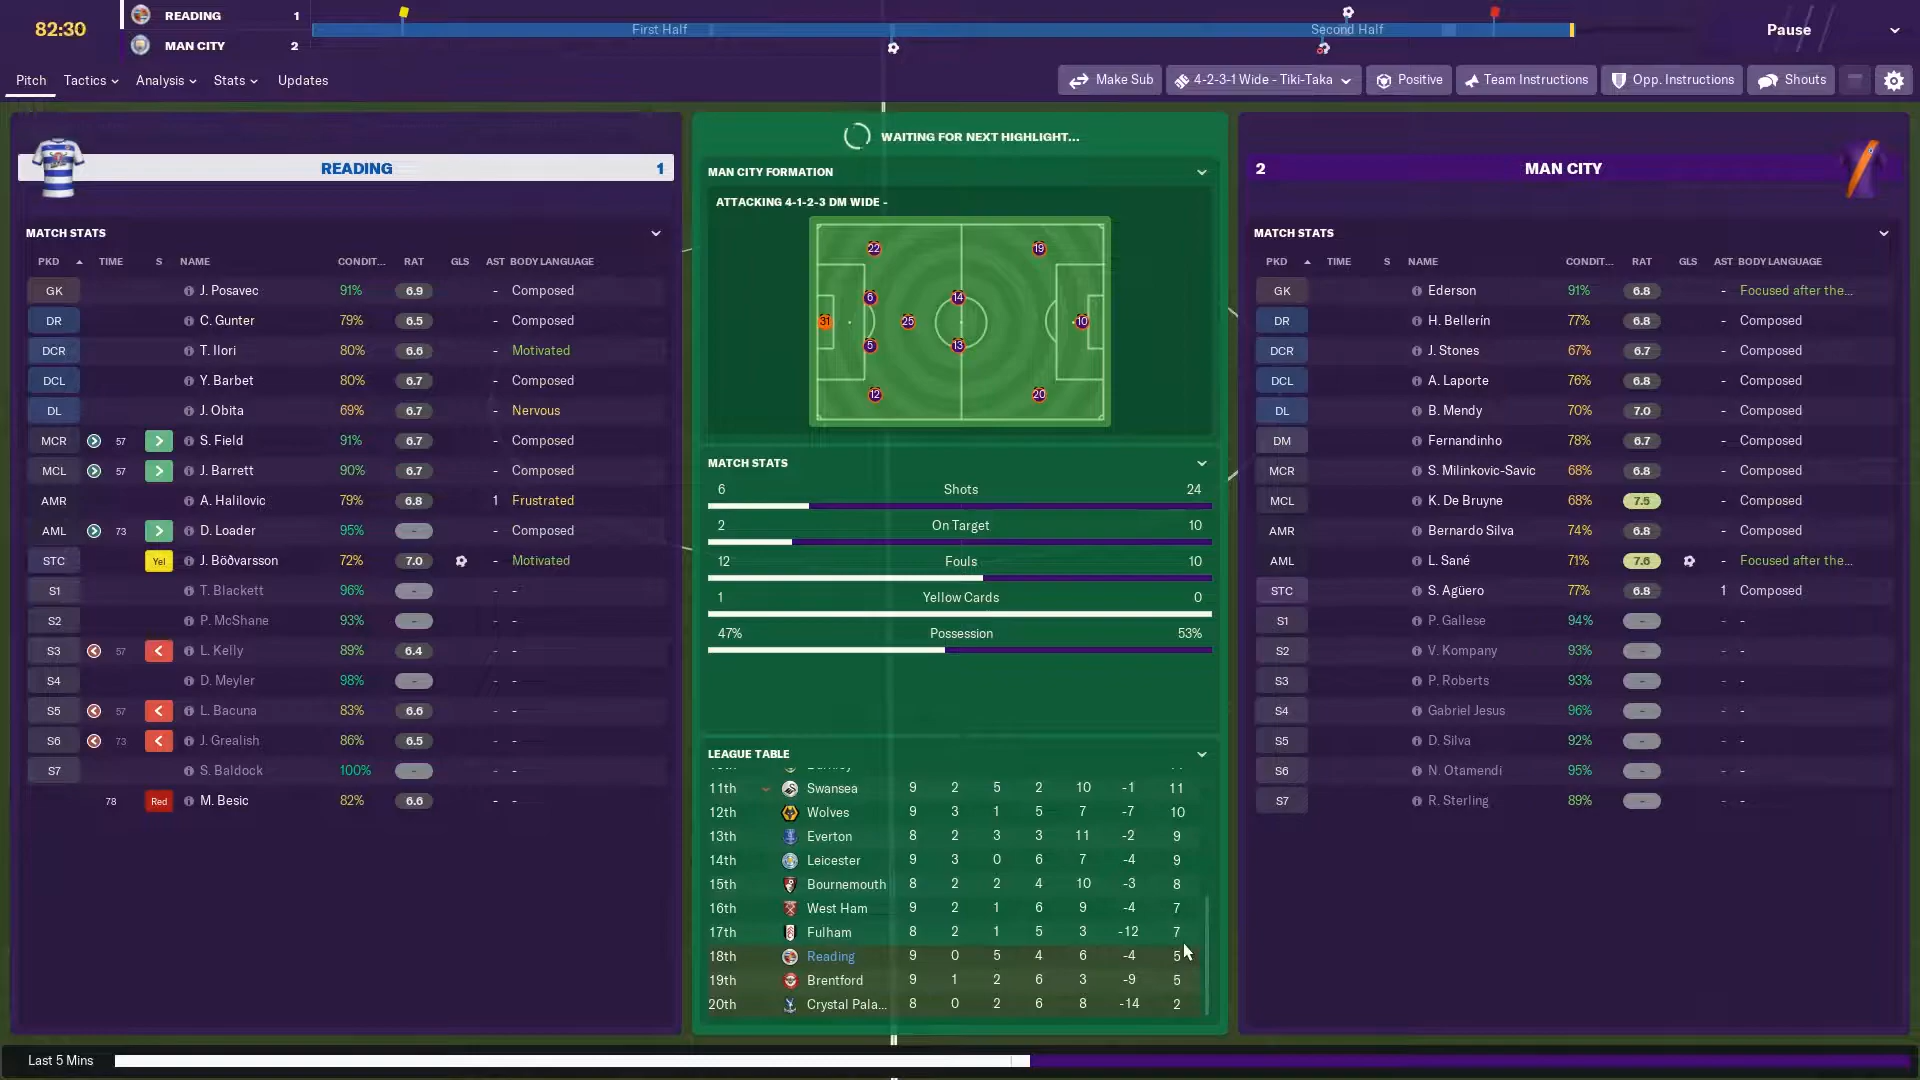 82:30
READING 1
MAN CITY 2
First Half
Second Half
Pause
Pitch Tactics Analysis Stats Updates
Make Sub 4-2-3-1 Wide - Tiki-Taka Positive Team Instructions Opp. Instructions Shouts
READING 1
MATCH STATS
PKD TIME S NAME CONDIT... RAT GLS AST BODY LANGUAGE
GK J. Posavec 91% 6.9 - Composed
DR C. Gunter 79% 6.5 - Composed
DCR T. Ilori 80% 6.6 - Motivated
DCL Y. Barbet 80% 6.7 - Composed
DL J. Obita 69% 6.7 - Nervous
MCR 57 S. Field 91% 6.7 - Composed
MCL 57 J. Barrett 90% 6.7 - Composed
AMR A. Halilovic 79% 6.8 1 Frustrated
AML 73 D. Loader 95% - - Composed
STC Yel J. Böðvarsson 72% 7.0 - Motivated
S1 T. Blackett 96% - - -
S2 P. McShane 93% - - -
S3 57 L. Kelly 89% 6.4 - -
S4 D. Meyler 98% - - -
S5 57 L. Bacuna 83% 6.6 - -
S6 73 J. Grealish 86% 6.5 - -
S7 S. Baldock 100% - - -
78 Red M. Besic 82% 6.6 - -
WAITING FOR NEXT HIGHLIGHT...
MAN CITY FORMATION
ATTACKING 4-1-2-3 DM WIDE -
22 19
6 14
31 25 10
5 13
12 20
MATCH STATS
6 Shots 24
2 On Target 10
12 Fouls 10
1 Yellow Cards 0
47% Possession 53%
LEAGUE TABLE
11th Swansea 9 2 5 2 10 -1 11
12th Wolves 9 3 1 5 7 -7 10
13th Everton 8 2 3 3 11 -2 9
14th Leicester 9 3 0 6 7 -4 9
15th Bournemouth 8 2 2 4 10 -3 8
16th West Ham 9 2 1 6 9 -4 7
17th Fulham 8 2 1 5 3 -12 7
18th Reading 9 0 5 4 6 -4 5
19th Brentford 9 1 2 6 3 -9 5
20th Crystal Pala... 8 0 2 6 8 -14 2
2 MAN CITY
MATCH STATS
PKD TIME S NAME CONDIT... RAT GLS AST BODY LANGUAGE
GK Ederson 91% 6.8 - Focused after the...
DR H. Bellerín 77% 6.8 - Composed
DCR J. Stones 67% 6.7 - Composed
DCL A. Laporte 76% 6.8 - Composed
DL B. Mendy 70% 7.0 - Composed
DM Fernandinho 78% 6.7 - Composed
MCR S. Milinkovic-Savic 68% 6.8 - Composed
MCL K. De Bruyne 68% 7.5 - Composed
AMR Bernardo Silva 74% 6.8 - Composed
AML L. Sané 71% 7.6 - Focused after the...
STC S. Agüero 77% 6.8 1 Composed
S1 P. Gallese 94% - - -
S2 V. Kompany 93% - - -
S3 P. Roberts 93% - - -
S4 Gabriel Jesus 96% - - -
S5 D. Silva 92% - - -
S6 N. Otamendi 95% - - -
S7 R. Sterling 89% - - -
Last 5 Mins